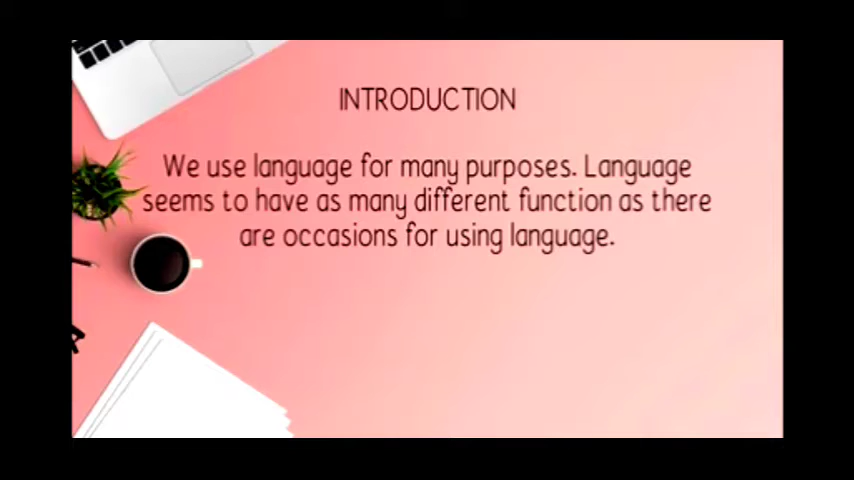 INTRODUCTION
We use language for many purposes. Language
seems to have as many different function as there
are occasions for using language.